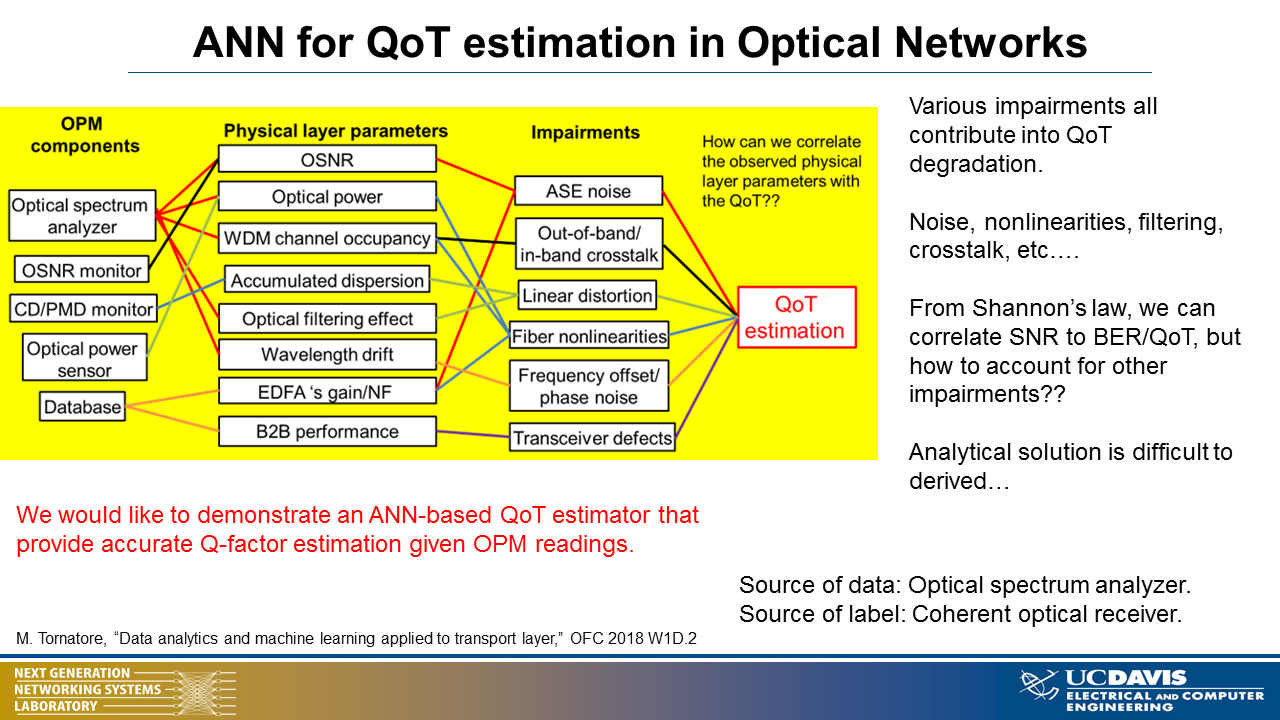 ANN for QoT estimation in Optical Networks
OPM
components
Optical spectrum
analyzer
OSNR monitor
CD/PMD monitor
Optical power
sensor
Database
Physical layer parameters
OSNR
Optical power
WDM channel occupancy
Accumulated dispersion
Optical filtering effect
Wavelength drift
EDFA ‘s gain/NF
B2B performance
Impairments
ASE noise
Out-of-band/
in-band crosstalk
Linear distortion
Fiber nonlinearities
Frequency offset/
phase noise
Transceiver defects
How can we correlate
the observed physical
layer parameters with
the QoT??
QoT
estimation
Various impairments all
contribute into QoT
degradation.
Noise, nonlinearities, filtering,
crosstalk, etc….
From Shannon’s law, we can
correlate SNR to BER/QoT, but
how to account for other
impairments??
Analytical solution is difficult to
derived…
We would like to demonstrate an ANN-based QoT estimator that
provide accurate Q-factor estimation given OPM readings.
Source of data: Optical spectrum analyzer.
Source of label: Coherent optical receiver.
M. Tornatore, “Data analytics and machine learning applied to transport layer,” OFC 2018 W1D.2
NEXT GENERATION
NETWORKING SYSTEMS
LABORATORY
UCDAVIS
ELECTRICAL AND COMPUTER
ENGINEERING